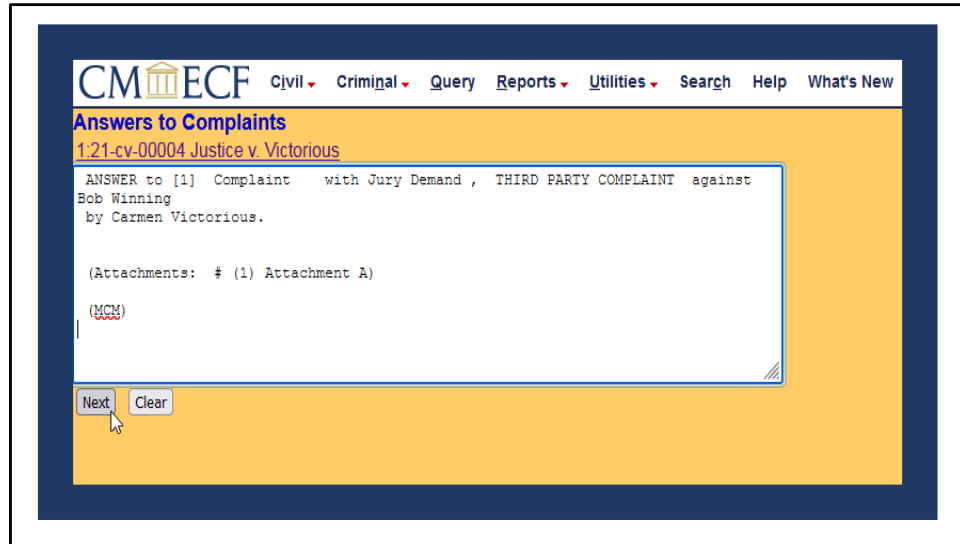 CM ECF Civil Criminal Query Reports Utilities Search Help What's New
Answers to Complaints
1:21-cv-00004 Justice v. Victorious
ANSWER to [1] Complaint with Jury Demand , THIRD PARTY COMPLAINT against
Bob Winning
by Carmen Victorious.
(Attachments: # (1) Attachment A)
(MCM)
Next Clear